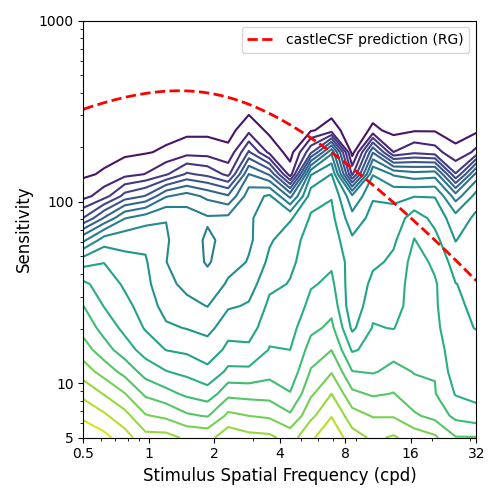 castleCSF prediction (RG)
1000
100
10
5
Sensitivity
0.5 1 2 4 8 16 32
Stimulus Spatial Frequency (cpd)